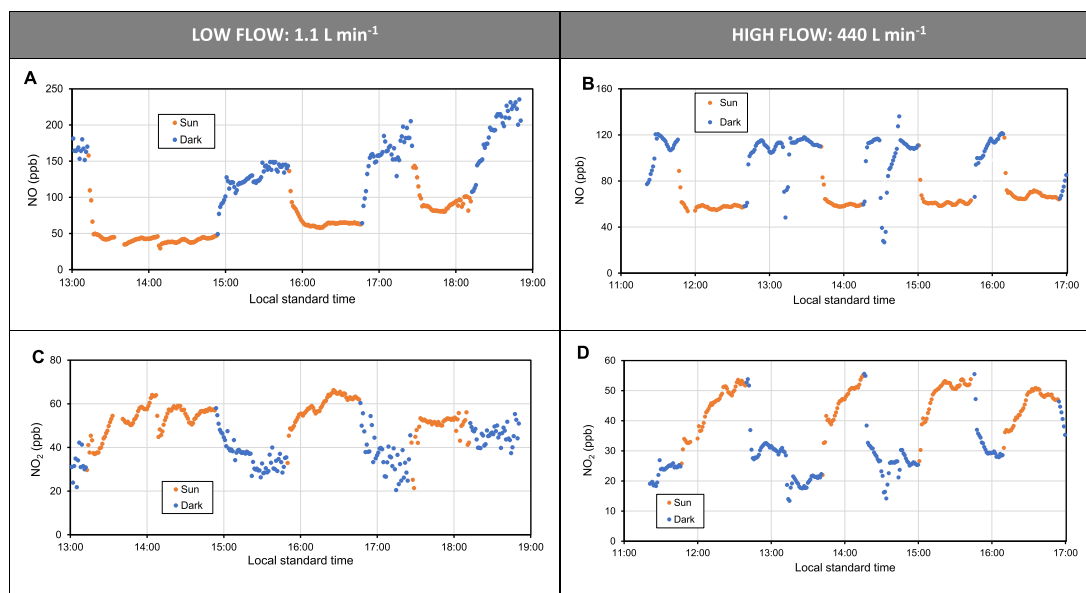 LOW FLOW: 1.1 L min-1
HIGH FLOW: 440 L min-1
A
NO (ppb)
250
200
150
100
50
0
Sun
Dark
13:00 14:00 15:00 16:00 17:00 18:00 19:00
Local standard time
B
NO (ppb)
160
120
80
40
0
Sun
Dark
11:00 12:00 13:00 14:00 15:00 16:00 17:00
Local standard time
C
NO2 (ppb)
80
60
40
20
0
Sun
Dark
13:00 14:00 15:00 16:00 17:00 18:00 19:00
Local standard time
D
NO2 (ppb)
60
50
40
30
20
10
0
Sun
Dark
11:00 12:00 13:00 14:00 15:00 16:00 17:00
Local standard time